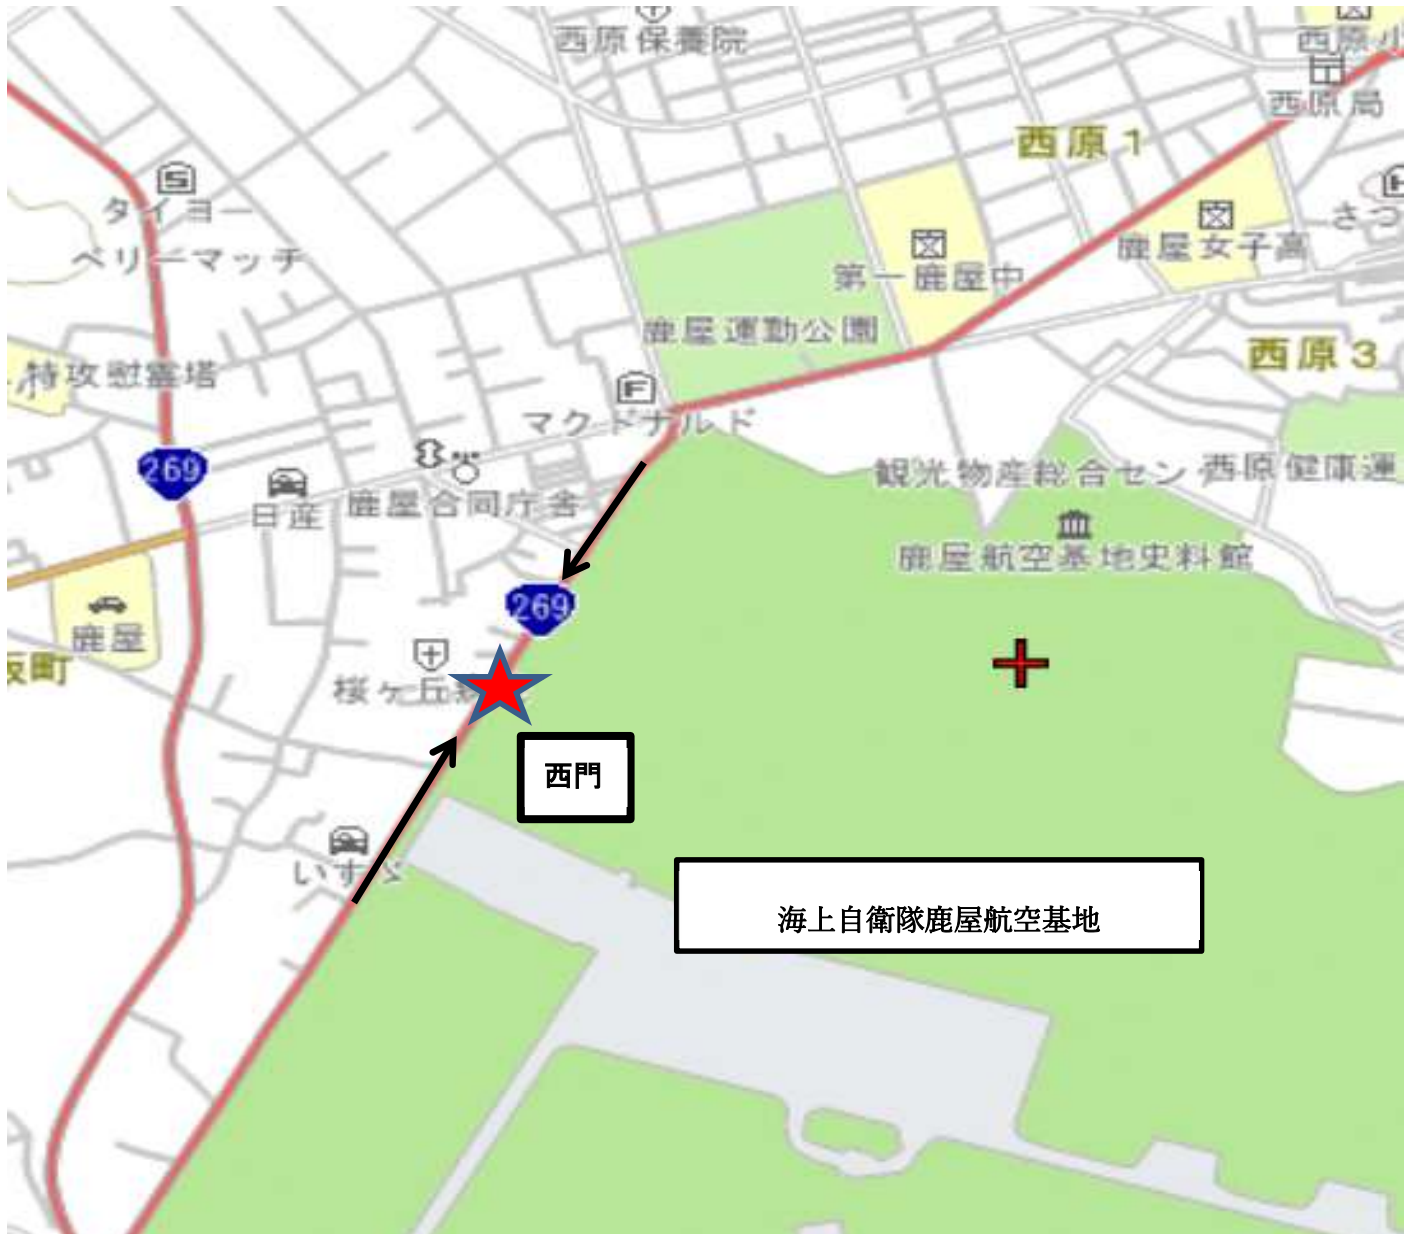 西原保養院
西原小
西原局
西原1
タイヨー
ベリーマッチ
第一鹿屋中
鹿屋女子高
さつ
鹿屋運動公園
西原3
特攻慰霊塔
マクドナルド
269
日産
鹿屋合同庁舎
観光物産総合セン
西原健康運
鹿屋航空基地史料館
269
鹿屋
桜ヶ丘
西門
いすゞ
海上自衛隊鹿屋航空基地